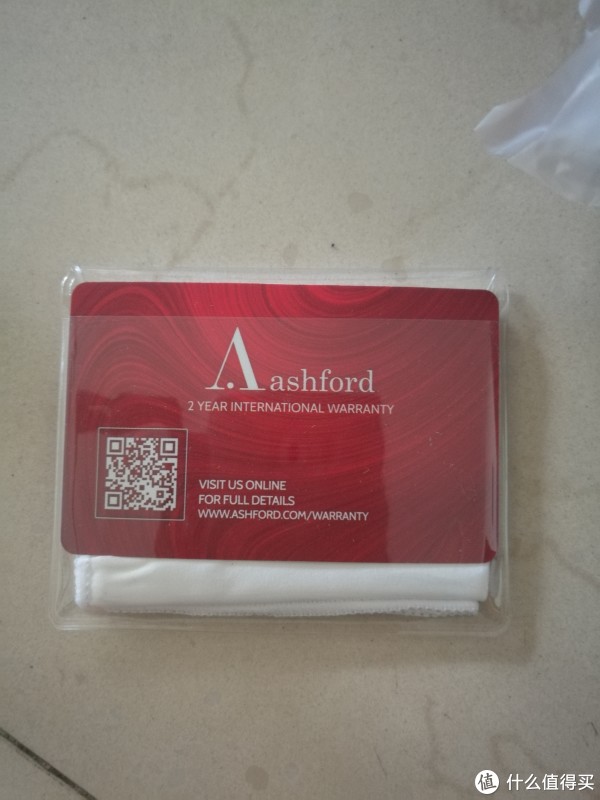 A ashford
2 YEAR INTERNATIONAL WARRANTY
VISIT US ONLINE
FOR FULL DETAILS
WWW.ASHFORD.COM/WARRANTY
值 什么值得买